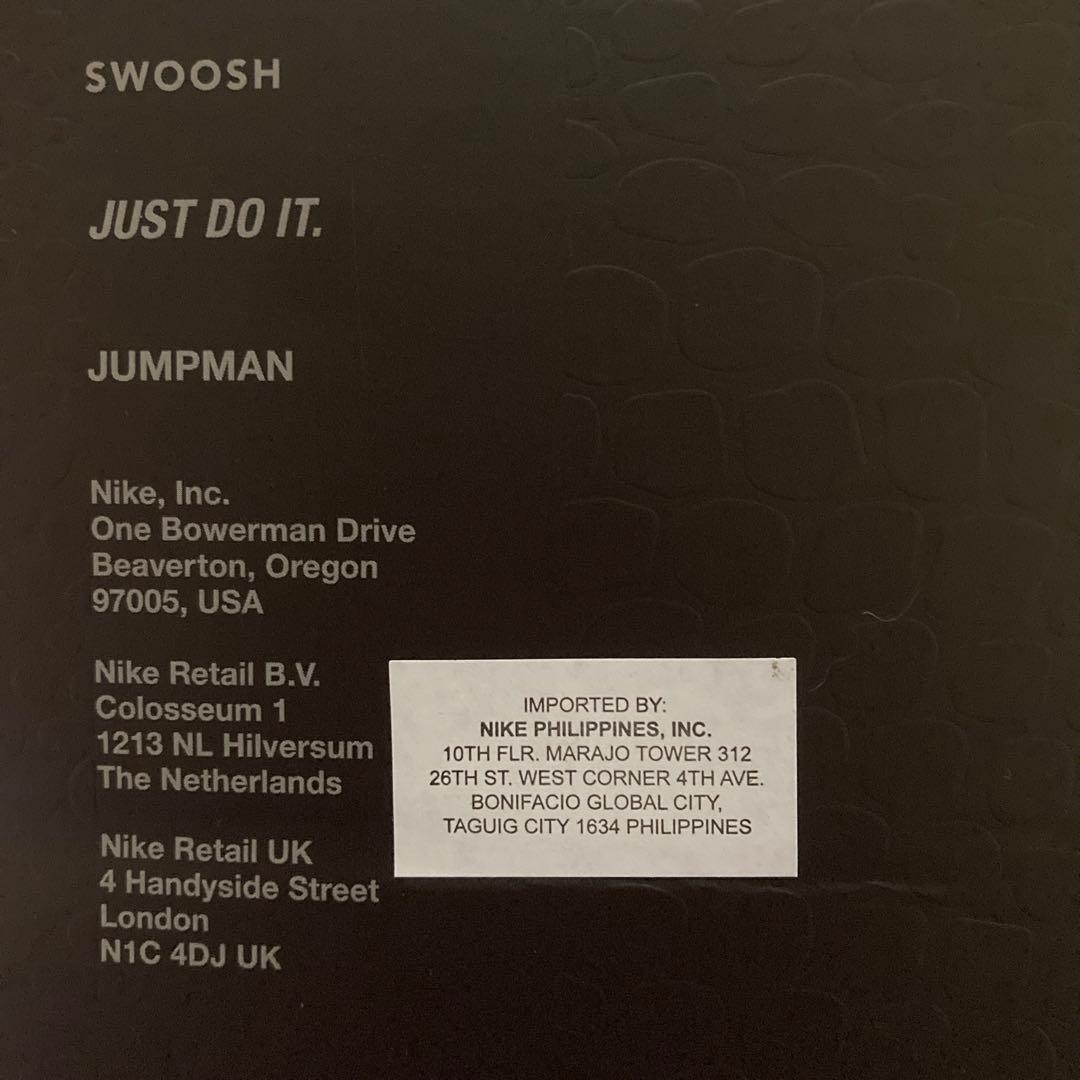 SWOOSH
JUST DO IT.
JUMPMAN
Nike, Inc.
One Bowerman Drive
Beaverton, Oregon
97005, USA
Nike Retail B.V.
Colosseum 1
1213 NL Hilversum
The Netherlands
Nike Retail UK
4 Handyside Street
London
N1C 4DJ UK
IMPORTED BY:
NIKE PHILIPPINES, INC.
10TH FLR. MARAJO TOWER 312
26TH ST. WEST CORNER 4TH AVE.
BONIFACIO GLOBAL CITY,
TAGUIG CITY 1634 PHILIPPINES